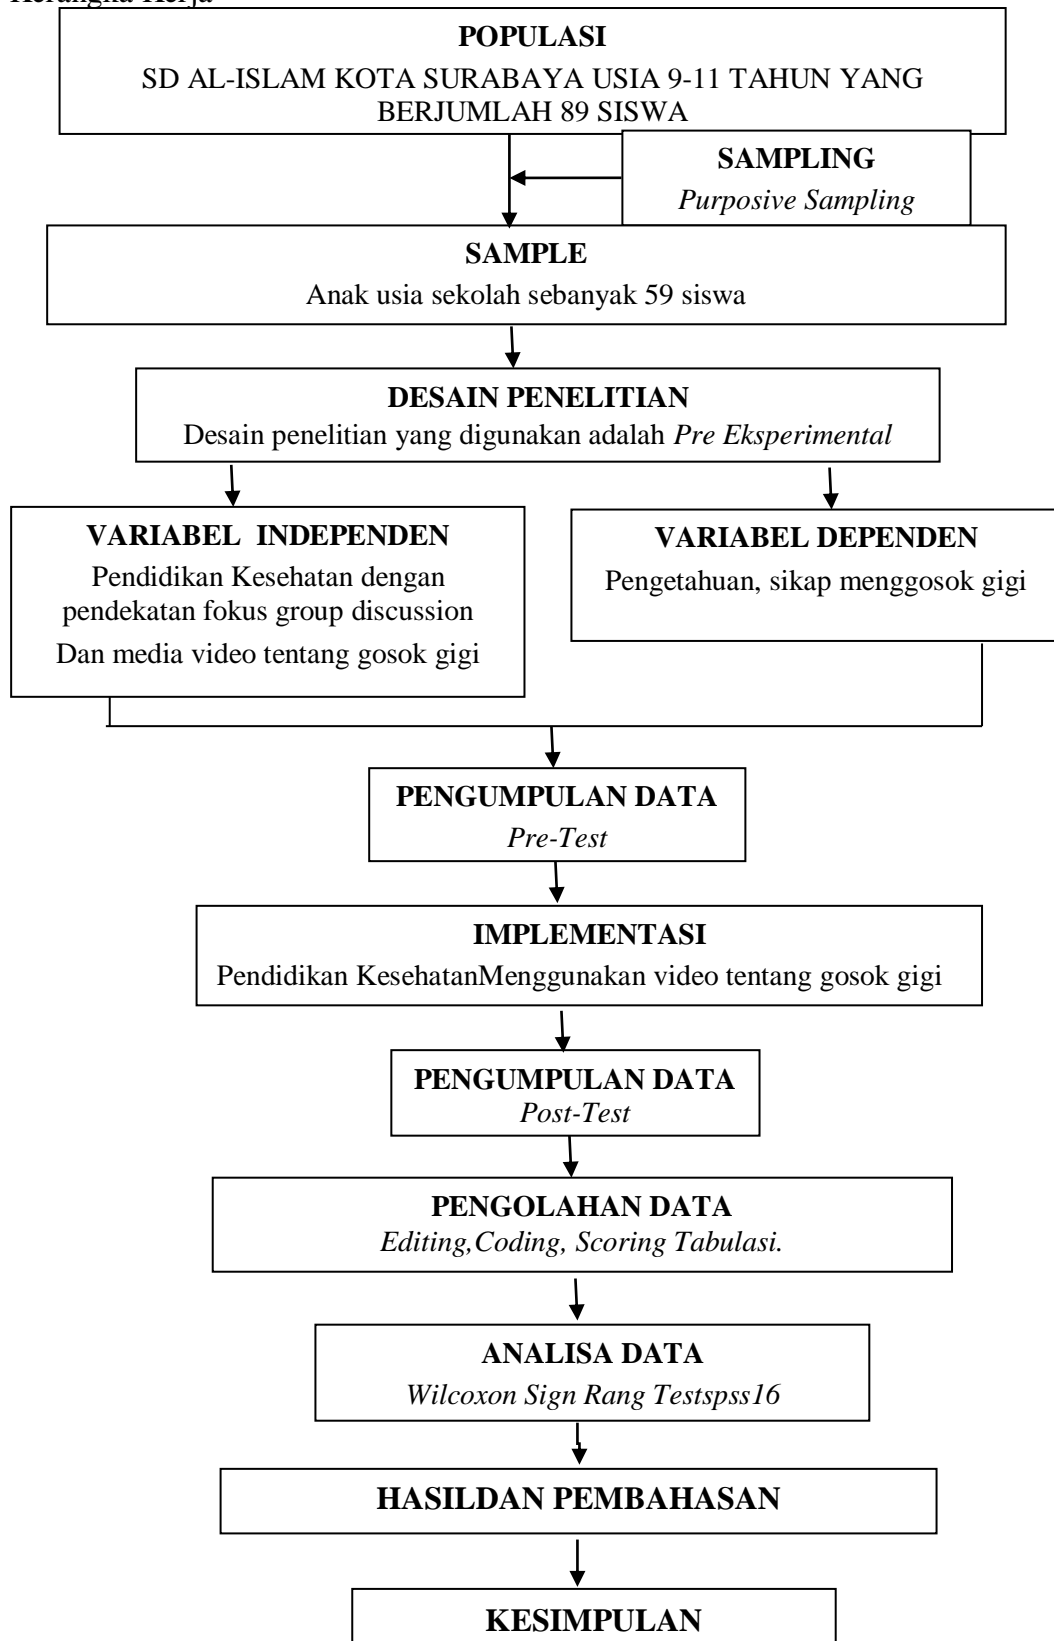 Kerangka Kerja
POPULASI
SD AL-ISLAM KOTA SURABAYA USIA 9-11 TAHUN YANG
BERJUMLAH 89 SISWA
SAMPLING
Purposive Sampling
SAMPLE
Anak usia sekolah sebanyak 59 siswa
DESAIN PENELITIAN
Desain penelitian yang digunakan adalah Pre Eksperimental
VARIABEL INDEPENDEN
Pendidikan Kesehatan dengan
pendekatan fokus group discussion
Dan media video tentang gosok gigi
VARIABEL DEPENDEN
Pengetahuan, sikap menggosok gigi
PENGUMPULAN DATA
Pre-Test
IMPLEMENTASI
Pendidikan KesehatanMenggunakan video tentang gosok gigi
PENGUMPULAN DATA
Post-Test
PENGOLAHAN DATA
Editing,Coding, Scoring Tabulasi.
ANALISA DATA
Wilcoxon Sign Rang Testspss16
HASILDAN PEMBAHASAN
KESIMPULAN